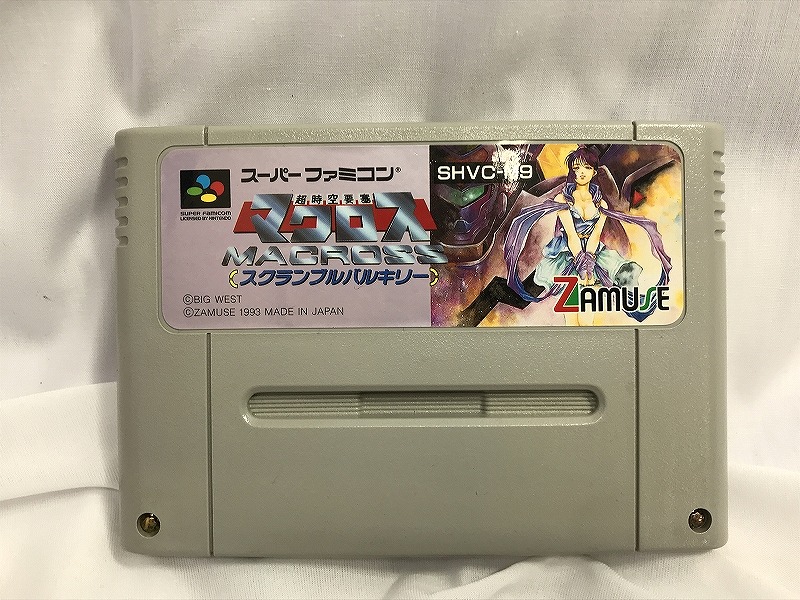 スーパーファミコン®
SUPER FAMICOM
LICENSED BY NINTENDO
超時空要塞
マクロス
MACROSS
スクランブルバルキリー
©BIG WEST
©ZAMUSE 1993 MADE IN JAPAN
ZAMUSE